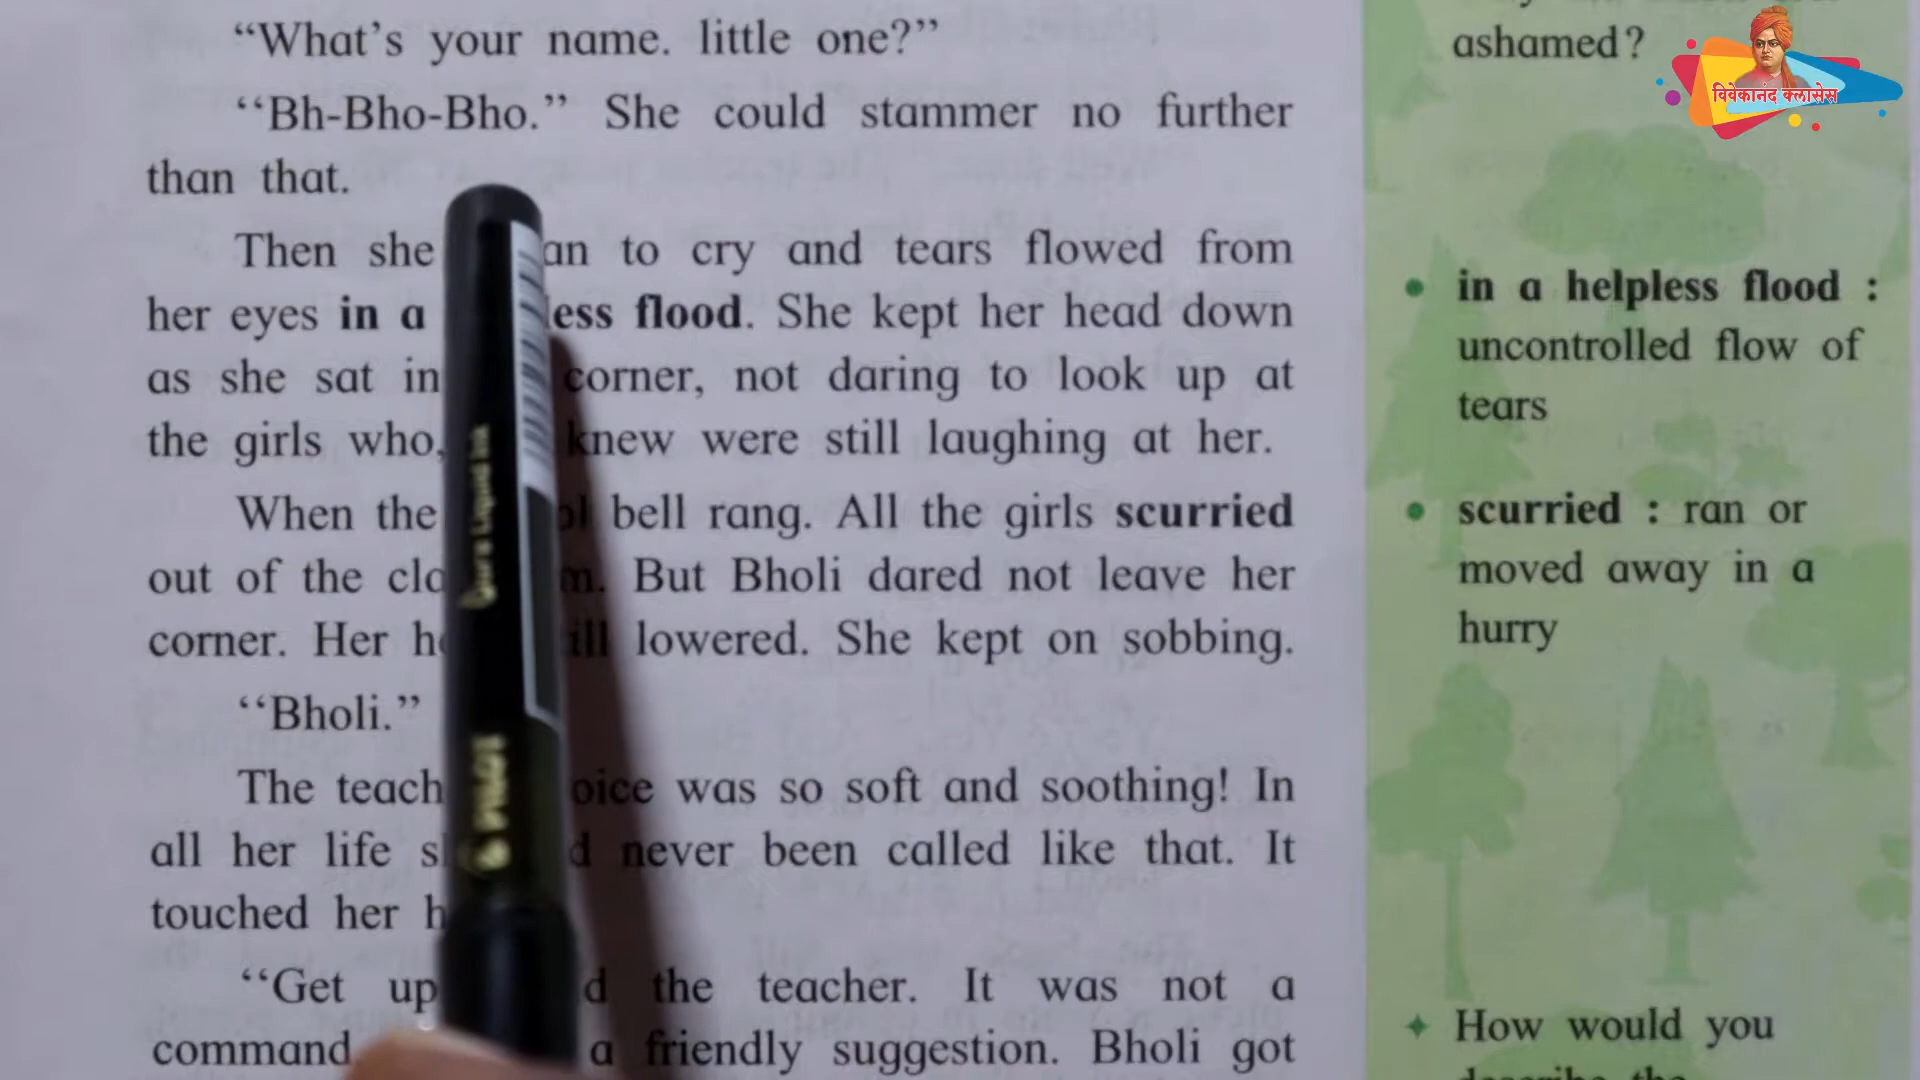 “What’s your name. little one?”
“Bh-Bho-Bho.” She could stammer no further
than that.
Then she an to cry and tears flowed from
her eyes in a less flood. She kept her head down
as she sat in corner, not daring to look up at
the girls who, knew were still laughing at her.
When the bell rang. All the girls scurried
out of the But Bholi dared not leave her
corner. Her lowered. She kept on sobbing.
“Bholi.”
The teach oice was so soft and soothing! In
all her life never been called like that. It
touched her
“Get up the teacher. It was not a
command a friendly suggestion. Bholi got
ashamed?
विवेकानंद क्लासेस
• in a helpless flood :
uncontrolled flow of
tears
• scurried : ran or
moved away in a
hurry
✦ How would you
describe the
PILOT